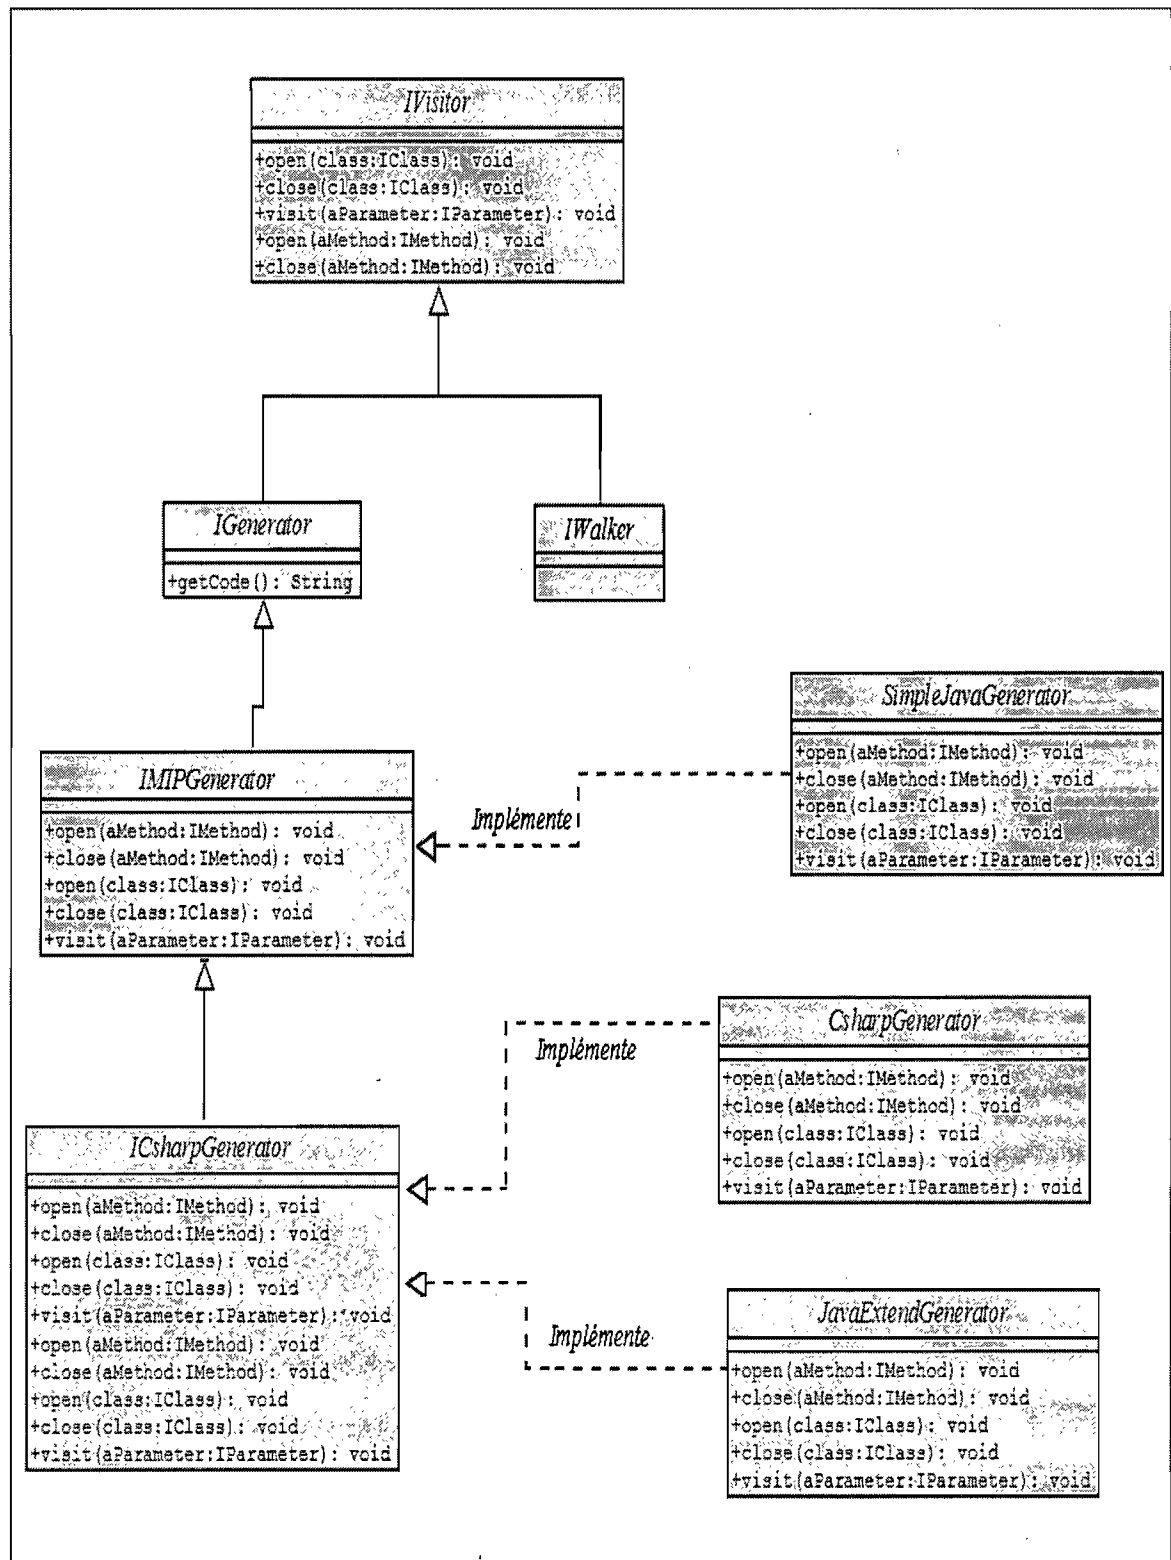 IVisitor
+open(class:IClass): void
+close(class:IClass): void
+visit(aParameter:IParameter): void
+open(aMethod:IMethod): void
+close(aMethod:IMethod): void
IGenerator
+getCode(): String
IWalker
SimpleJavaGenerator
+open(aMethod:IMethod): void
+close(aMethod:IMethod): void
+open(class:IClass): void
+close(class:IClass): void
+visit(aParameter:IParameter): void
Implémente
IMIPGenerator
+open(aMethod:IMethod): void
+close(aMethod:IMethod): void
+open(class:IClass): void
+close(class:IClass): void
+visit(aParameter:IParameter): void
CsharpGenerator
+open(aMethod:IMethod): void
+close(aMethod:IMethod): void
+open(class:IClass): void
+close(class:IClass): void
+visit(aParameter:IParameter): void
Implémente
ICsharpGenerator
+open(aMethod:IMethod): void
+close(aMethod:IMethod): void
+open(class:IClass): void
+close(class:IClass): void
+visit(aParameter:IParameter): void
+open(aMethod:IMethod): void
+close(aMethod:IMethod): void
+open(class:IClass): void
+close(class:IClass): void
+visit(aParameter:IParameter): void
Implémente
JavaExtendGenerator
+open(aMethod:IMethod): void
+close(aMethod:IMethod): void
+open(class:IClass): void
+close(class:IClass): void
+visit(aParameter:IParameter): void